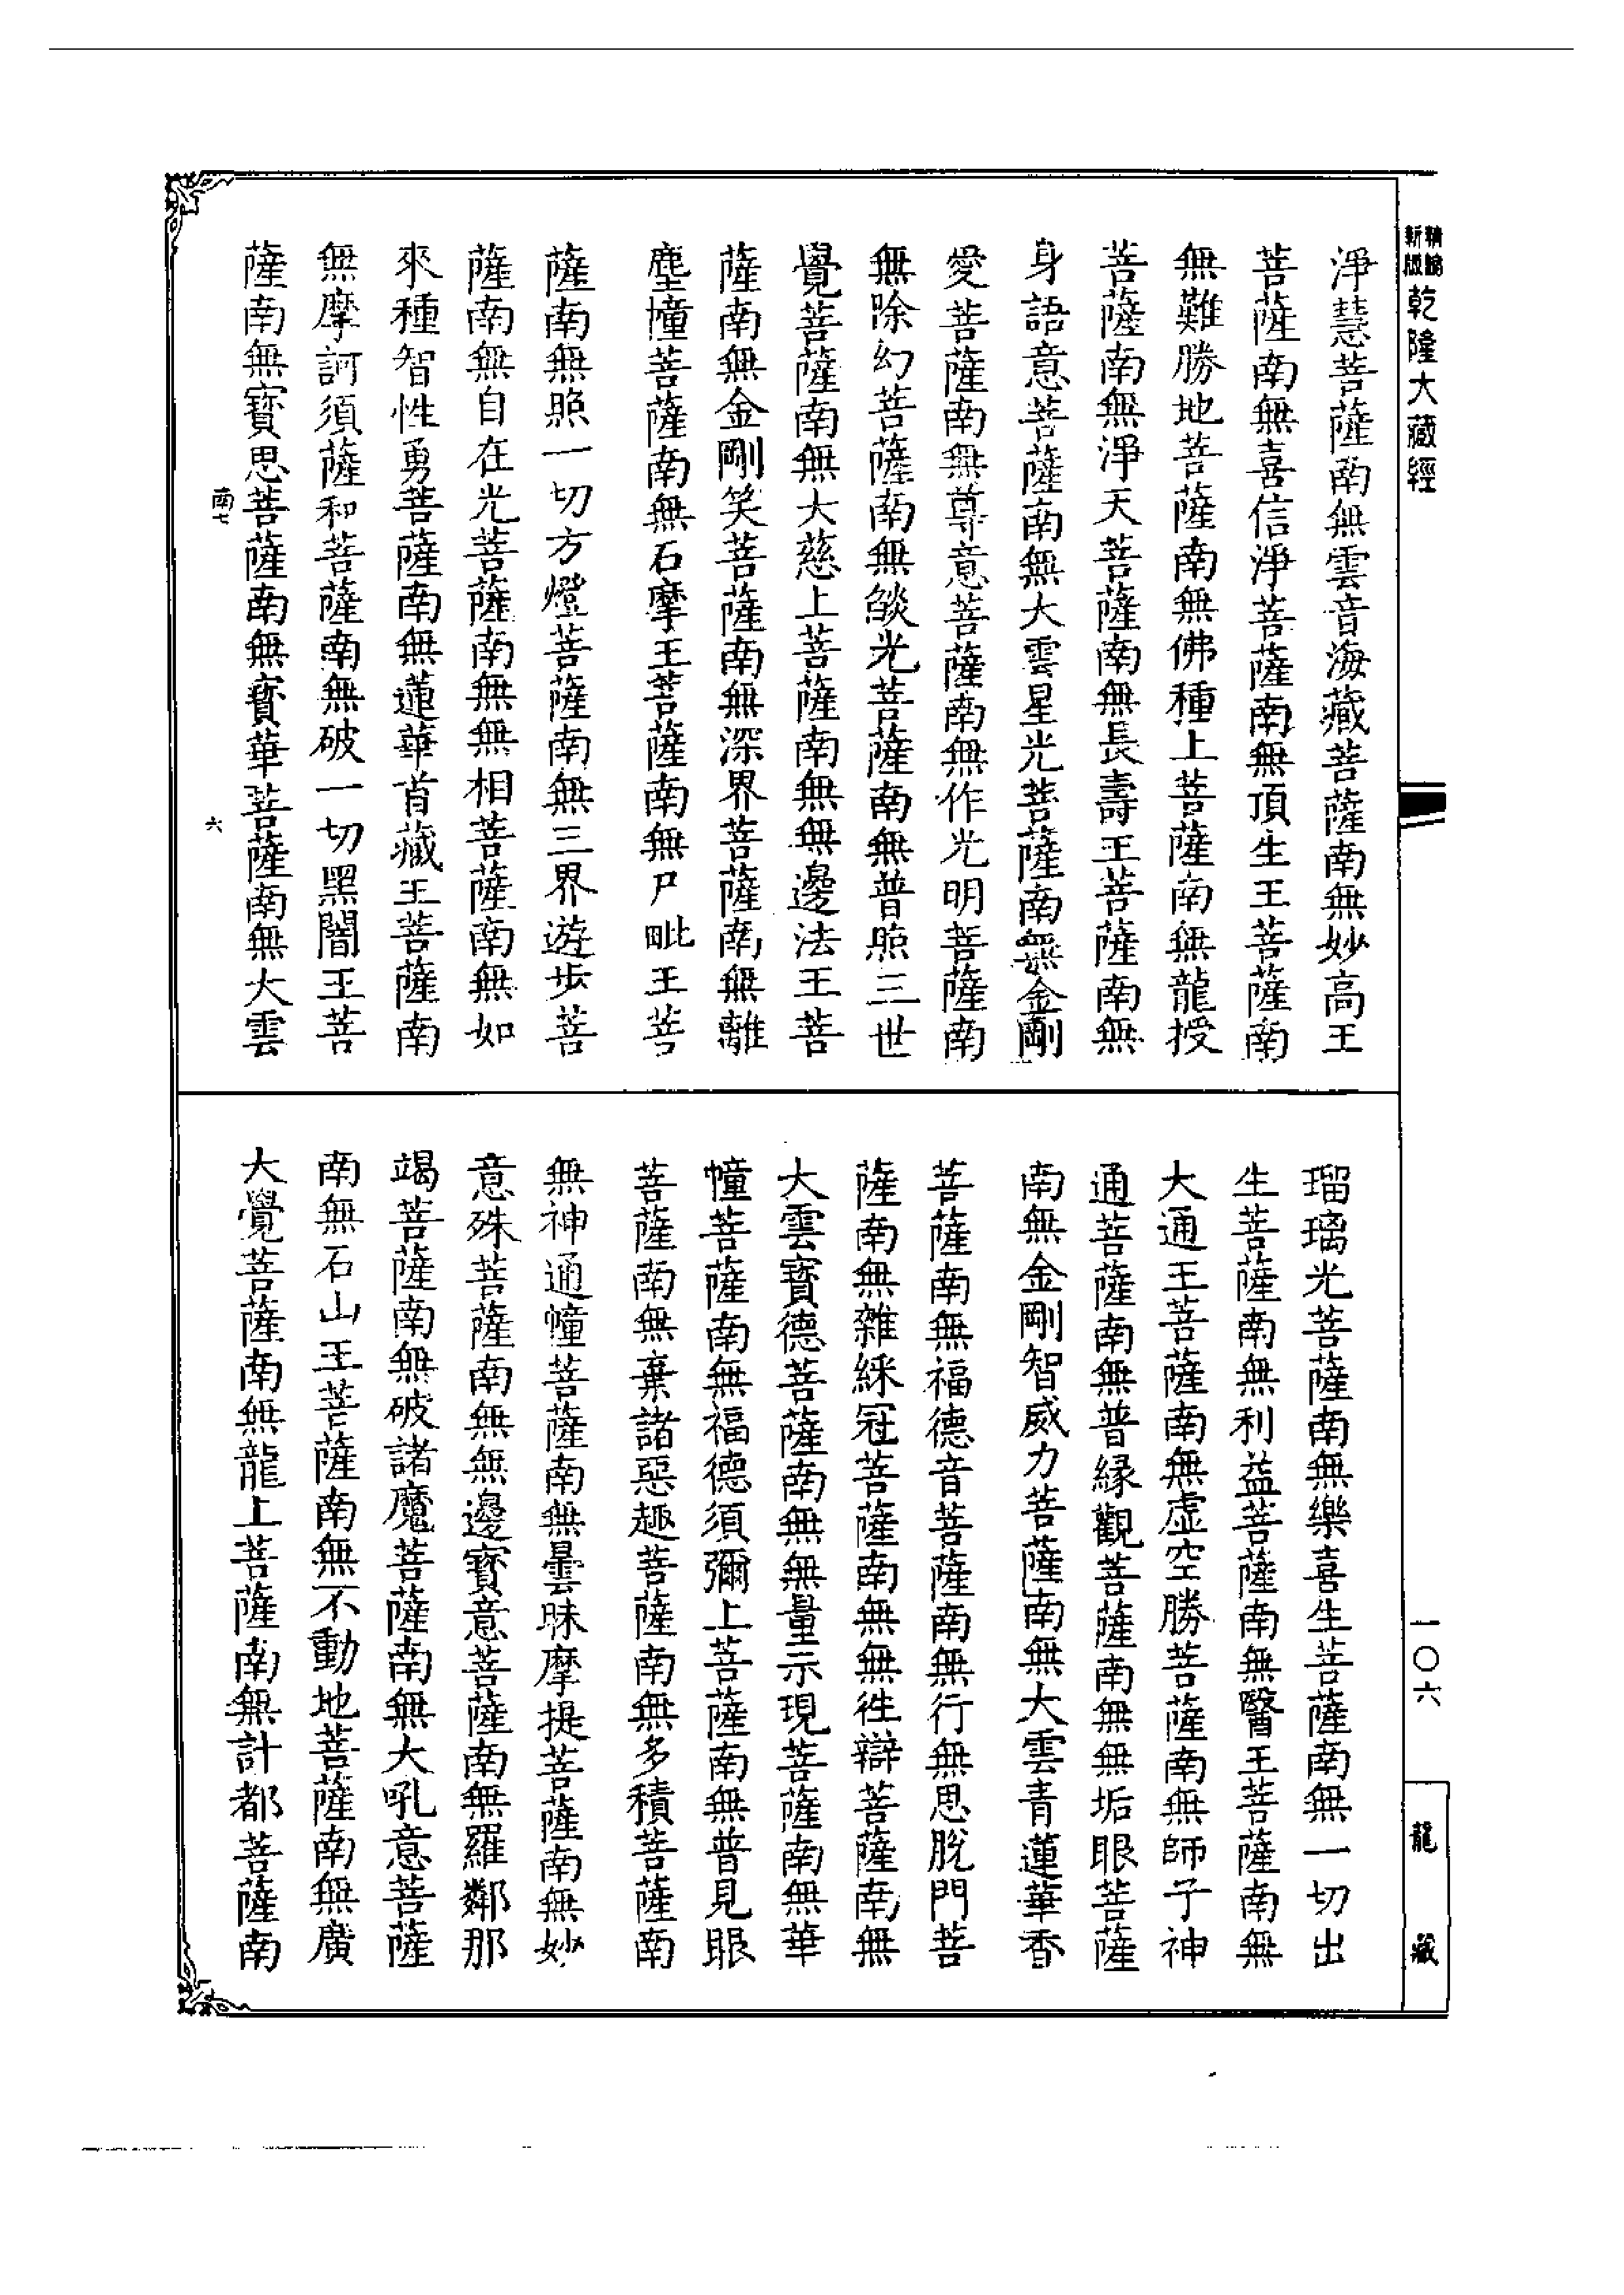 新版
精縮
乾隆大藏經
一〇六
龍藏
淨慧菩薩南無雲音海藏菩薩南無妙高王
菩薩南無喜信淨菩薩南無頂生王菩薩南
無難勝地菩薩南無佛種上菩薩南無龍授
菩薩南無淨天菩薩南無長壽王菩薩南無
身語意菩薩南無大雲星光菩薩南無金剛
愛菩薩南無尊意菩薩南無作光明菩薩南
無除幻菩薩南無燄光菩薩南無普照三世
覺菩薩南無大慈上菩薩南無無邊法王菩
薩南無金剛笑菩薩南無深界菩薩南無離
塵幢菩薩南無石摩王菩薩南無尸毗王菩
薩南無照一切方燈菩薩南無三界遊步菩
薩南無自在光菩薩南無無相菩薩南無如
來種智性勇菩薩南無蓮華首藏王菩薩南
無摩訶須薩和菩薩南無破一切黑闇王菩
薩南無寶思菩薩南無寶華菩薩南無大雲
南七
六
瑠璃光菩薩南無樂喜生菩薩南無一切出
生菩薩南無利益菩薩南無醫王菩薩南無
大通王菩薩南無虛空勝菩薩南無師子神
通菩薩南無普緣觀菩薩南無無垢眼菩薩
南無金剛智威力菩薩南無大雲青蓮華香
菩薩南無福德音菩薩南無行無思脫門菩
薩南無雜綵冠菩薩南無無徃辯菩薩南無
大雲寶德菩薩南無無量示現菩薩南無華
幢菩薩南無福德須彌上菩薩南無普見眼
菩薩南無棄諸惡趣菩薩南無多積菩薩南
無神通幢菩薩南無曇昧摩提菩薩南無妙
意殊菩薩南無無邊寶意菩薩南無羅鄰那
竭菩薩南無破諸魔菩薩南無大吼意菩薩
南無石山王菩薩南無不動地菩薩南無廣
大覺菩薩南無龍上菩薩南無計都菩薩南